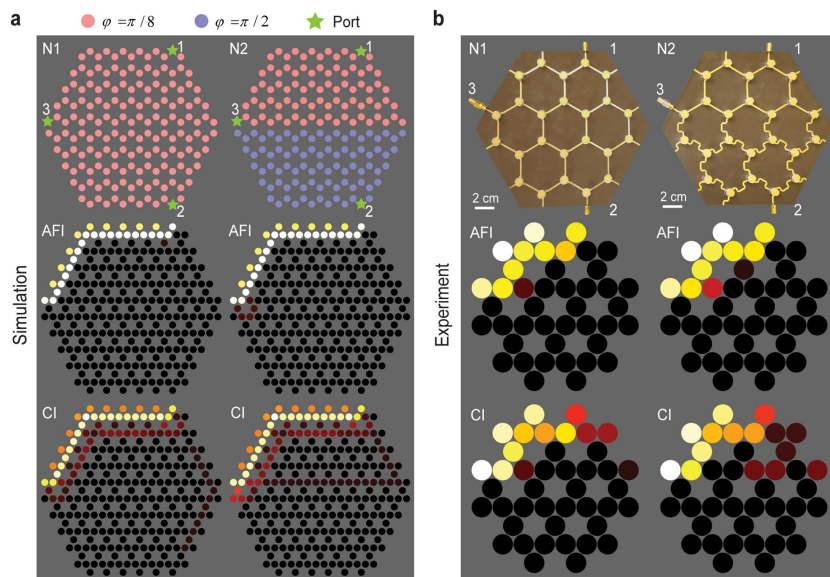 a
φ = π / 8
φ = π / 2
Port
N1
1
3
2
N2
1
3
2
Simulation
AFI
AFI
CI
CI
b
N1
1
3
2 cm
2
N2
1
3
2 cm
2
Experiment
AFI
AFI
CI
CI